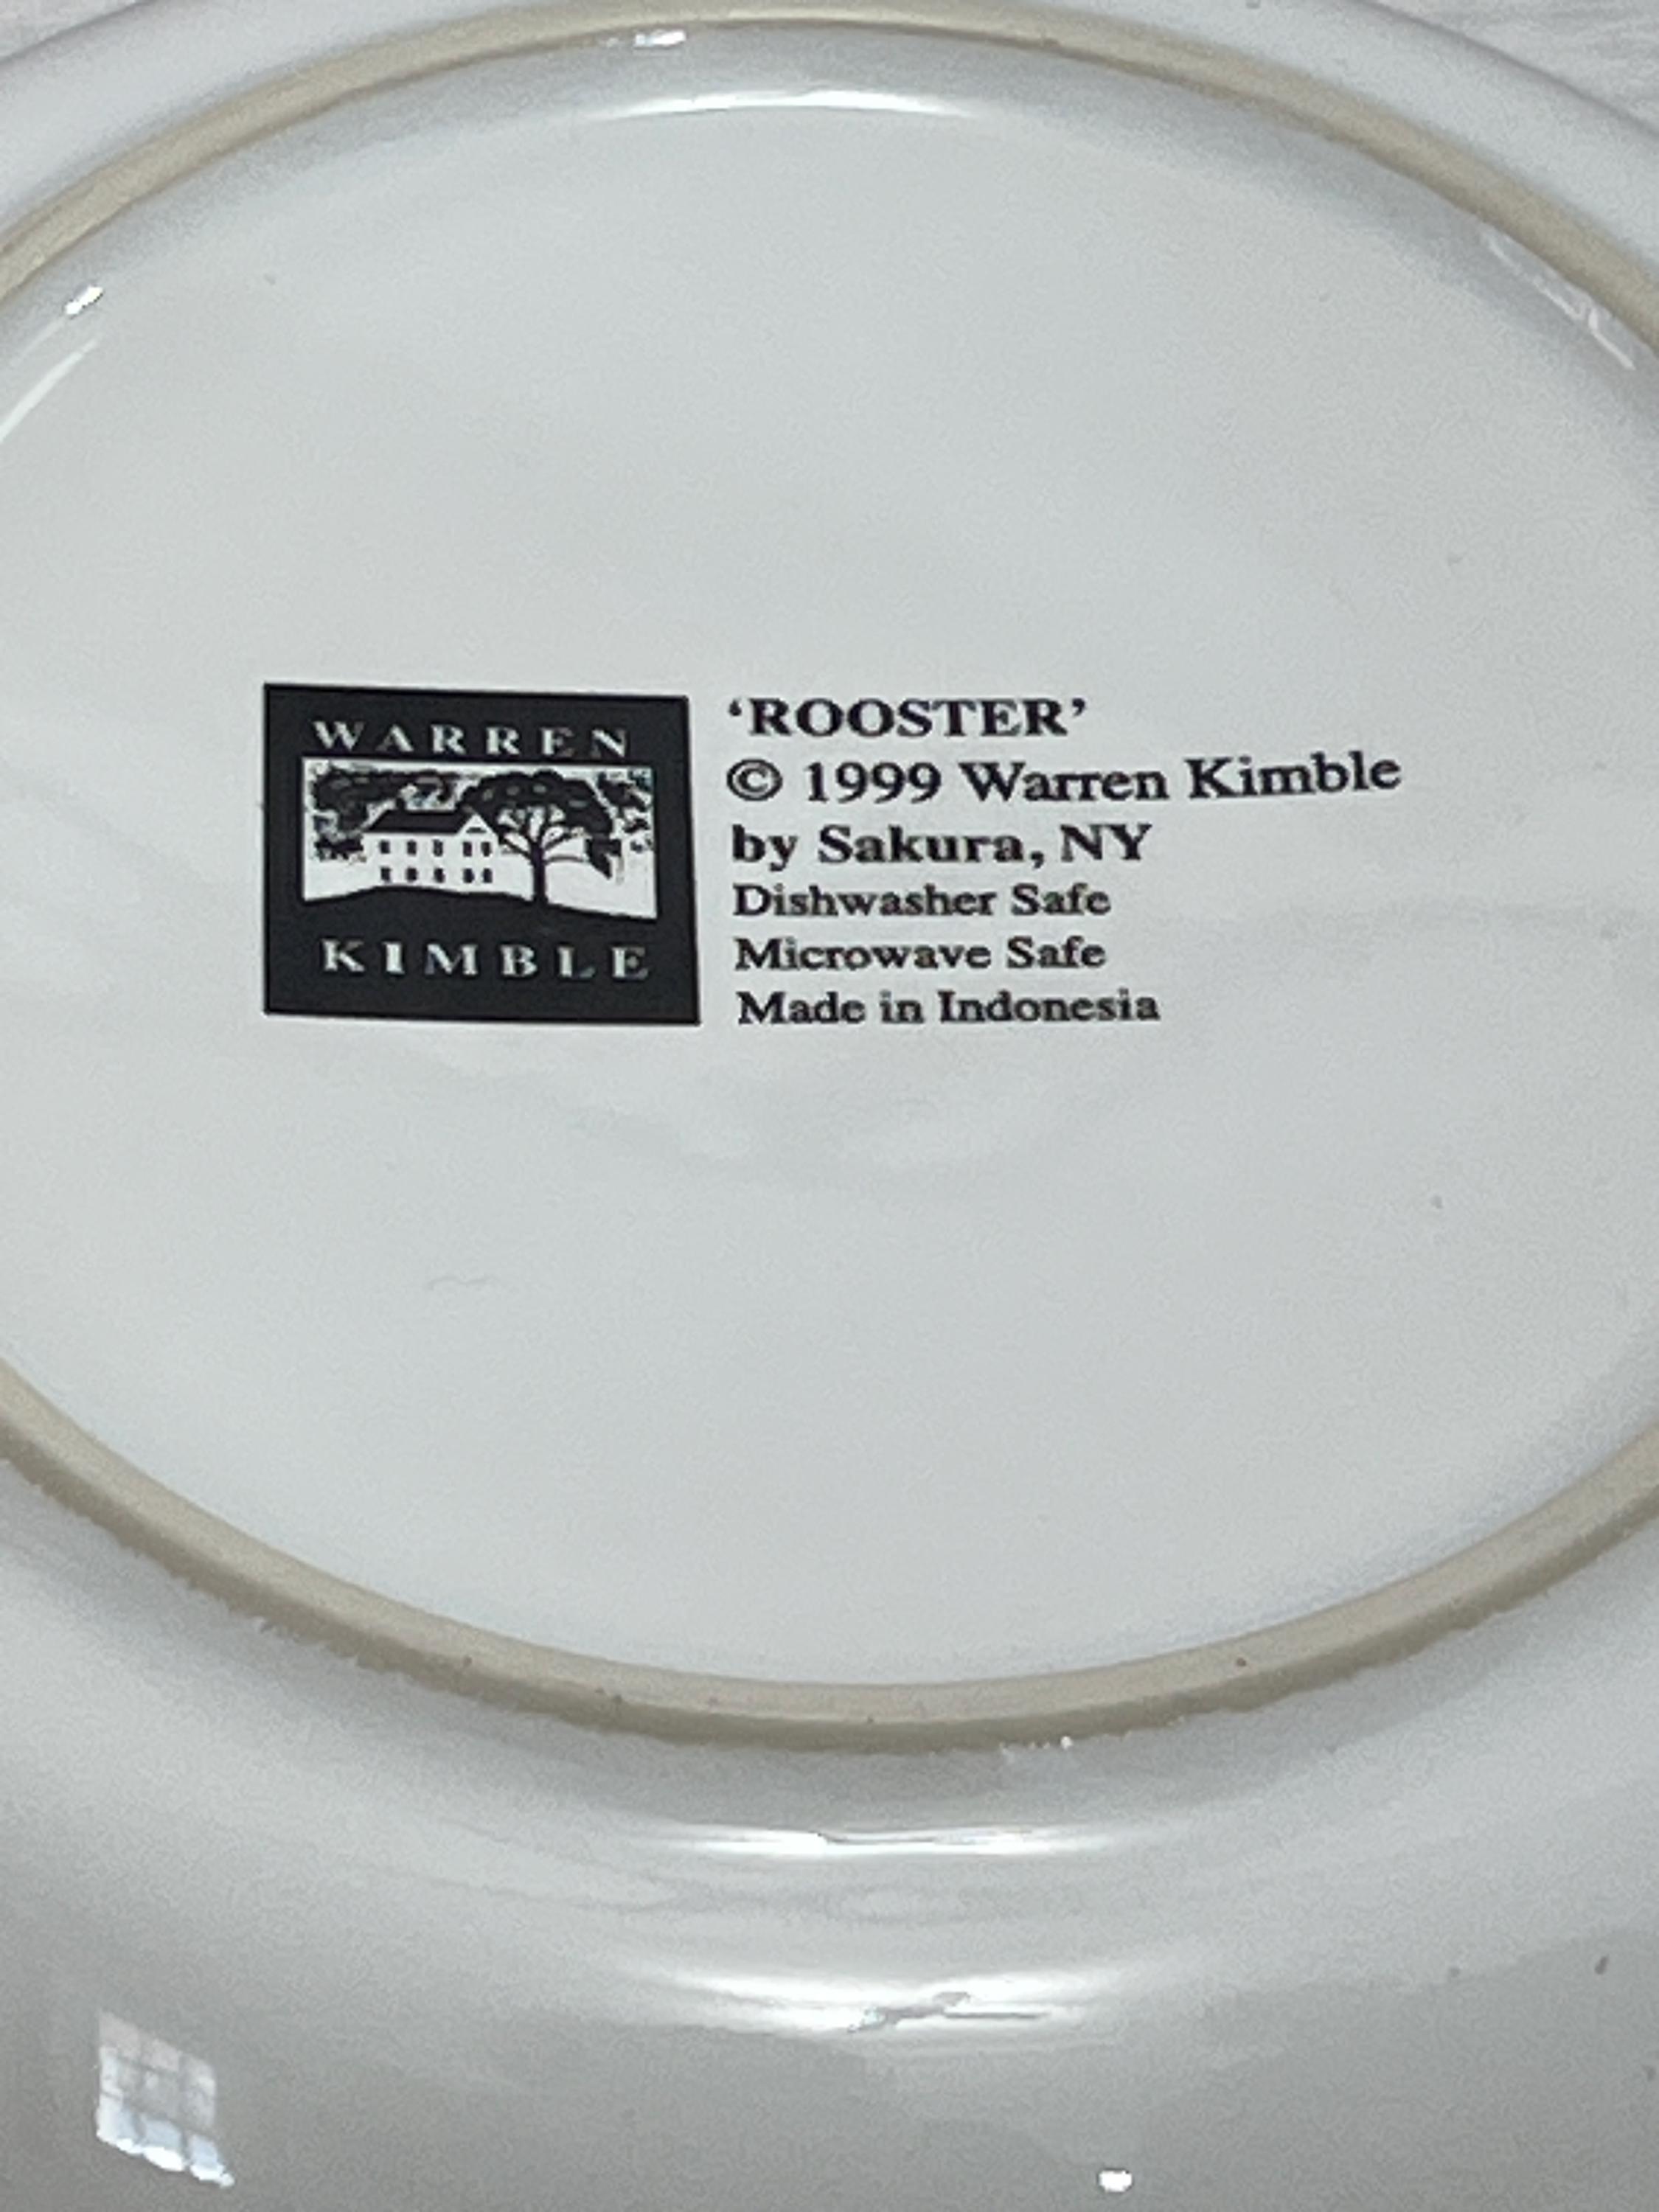 WARREN
KIMBLE
‘ROOSTER’
© 1999 Warren Kimble
by Sakura, NY
Dishwasher Safe
Microwave Safe
Made in Indonesia